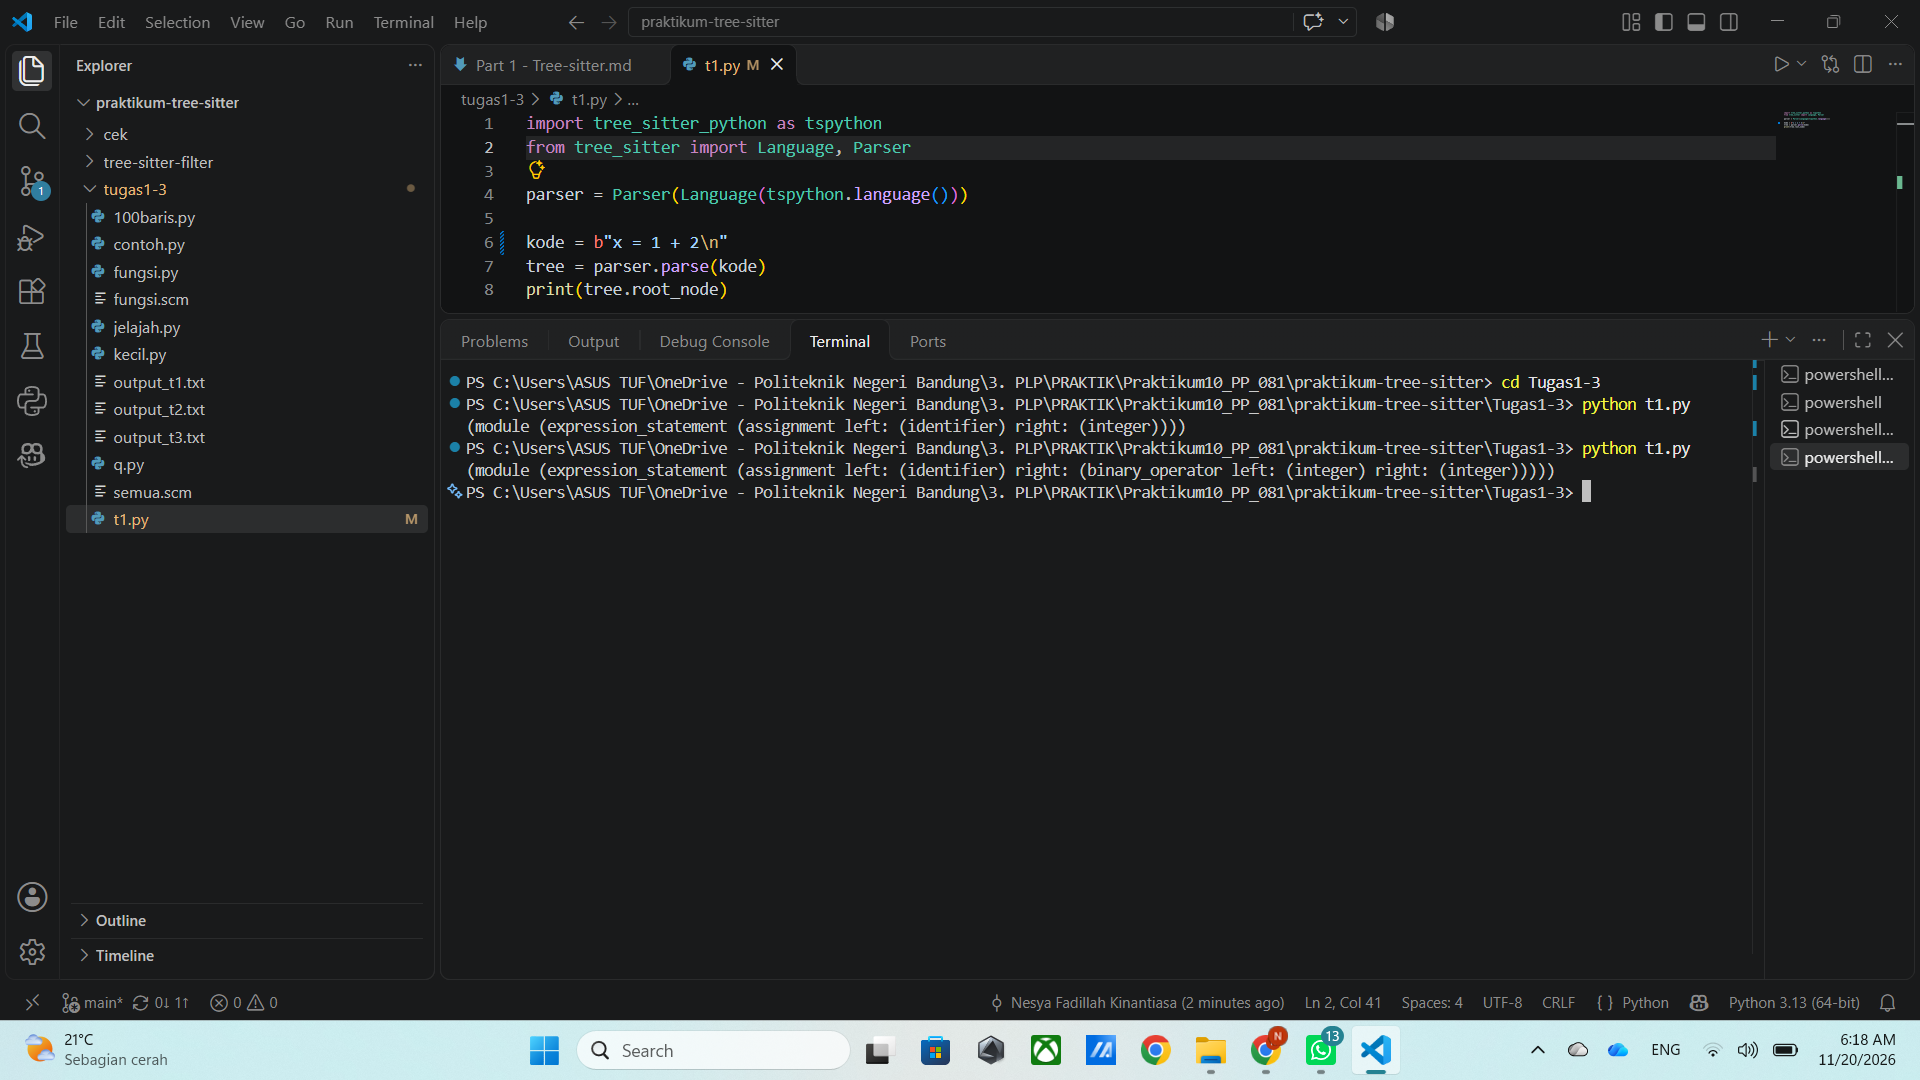 File Edit Selection View Go Run Terminal Help
praktikum-tree-sitter
Explorer
praktikum-tree-sitter
cek
tree-sitter-filter
tugas1-3
100baris.py
contoh.py
fungsi.py
fungsi.scm
jelajah.py
kecil.py
output_t1.txt
output_t2.txt
output_t3.txt
q.py
semua.scm
t1.py M
Outline
Timeline
1
Part 1 - Tree-sitter.md
t1.py M
tugas1-3 > t1.py > ...
1 import tree_sitter_python as tspython
2 from tree_sitter import Language, Parser
3
4 parser = Parser(Language(tspython.language()))
5
6 kode = b"x = 1 + 2\n"
7 tree = parser.parse(kode)
8 print(tree.root_node)
Problems Output Debug Console Terminal Ports
PS C:\Users\ASUS TUF\OneDrive - Politeknik Negeri Bandung\3. PLP\PRAKTIK\Praktikum10_PP_081\praktikum-tree-sitter> cd Tugas1-3
PS C:\Users\ASUS TUF\OneDrive - Politeknik Negeri Bandung\3. PLP\PRAKTIK\Praktikum10_PP_081\praktikum-tree-sitter\Tugas1-3> python t1.py
(module (expression_statement (assignment left: (identifier) right: (integer))))
PS C:\Users\ASUS TUF\OneDrive - Politeknik Negeri Bandung\3. PLP\PRAKTIK\Praktikum10_PP_081\praktikum-tree-sitter\Tugas1-3> python t1.py
(module (expression_statement (assignment left: (identifier) right: (binary_operator left: (integer) right: (integer)))))
PS C:\Users\ASUS TUF\OneDrive - Politeknik Negeri Bandung\3. PLP\PRAKTIK\Praktikum10_PP_081\praktikum-tree-sitter\Tugas1-3>
powershell...
powershell
powershell...
powershell...
main* 0↓ 1↑ 0 0
Nesya Fadillah Kinantiasa (2 minutes ago) Ln 2, Col 41 Spaces: 4 UTF-8 CRLF { } Python Python 3.13 (64-bit)
21°C
Sebagian cerah
Search
N
13
ENG
6:18 AM
11/20/2026